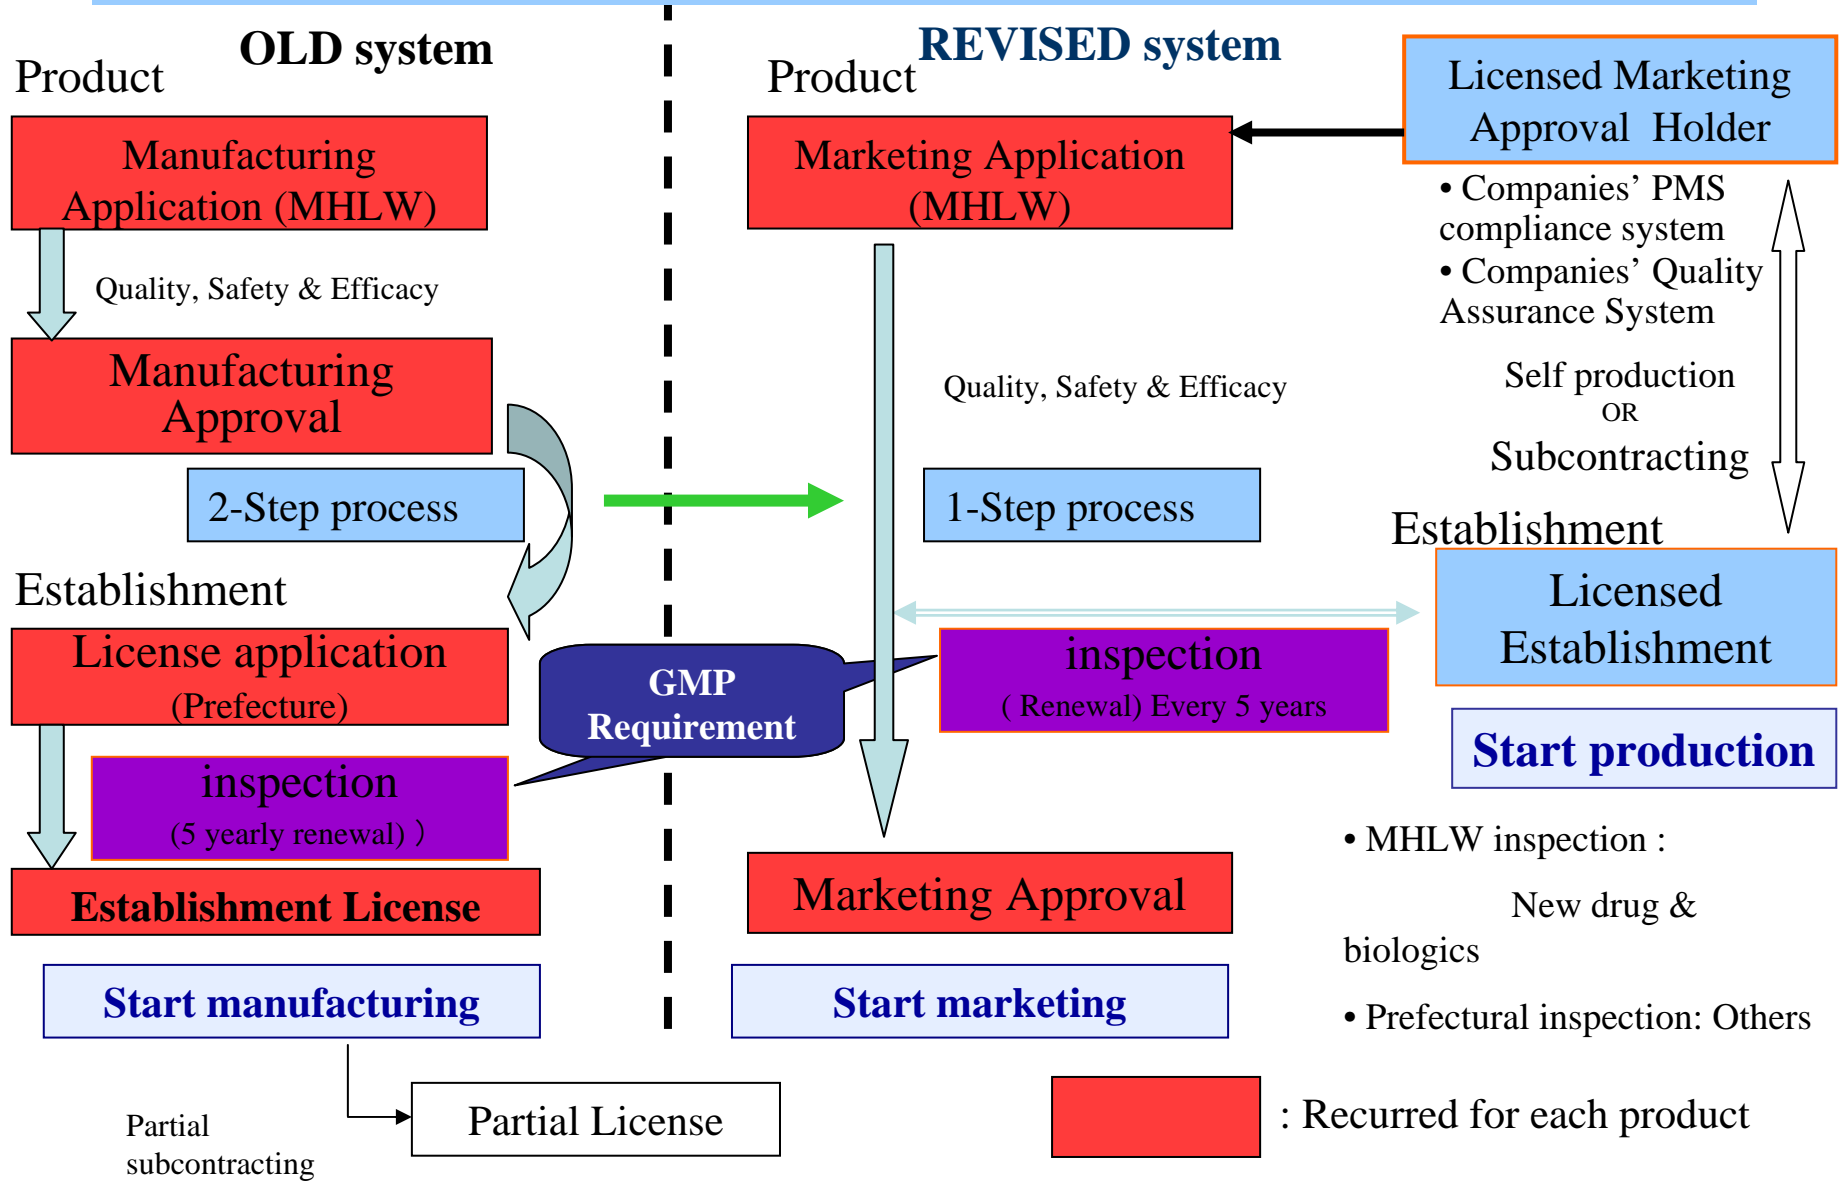 OLD system
Product
Manufacturing
Application (MHLW)
Quality, Safety & Efficacy
Manufacturing
Approval
2-Step process
Establishment
License application
(Prefecture)
inspection
(5 yearly renewal) ）
Establishment License
Start manufacturing
Partial
subcontracting
Partial License
GMP
Requirement
REVISED system
Product
Marketing Application
(MHLW)
Quality, Safety & Efficacy
1-Step process
inspection
( Renewal) Every 5 years
Marketing Approval
Start marketing
Licensed Marketing
Approval Holder
• Companies’ PMS
compliance system
• Companies’ Quality
Assurance System
Self production
OR
Subcontracting
Establishment
Licensed
Establishment
Start production
• MHLW inspection :
New drug &
biologics
• Prefectural inspection: Others
: Recurred for each product